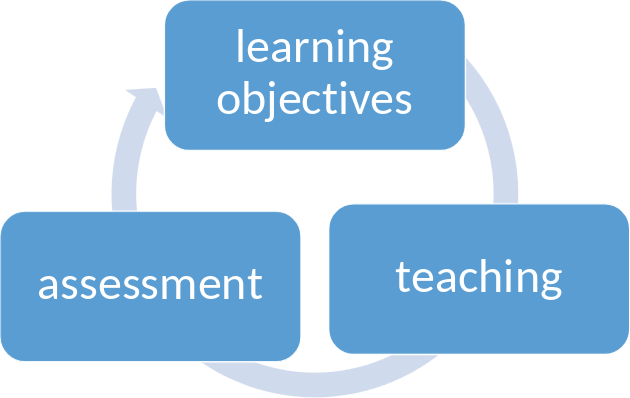 learning
objectives
assessment
teaching